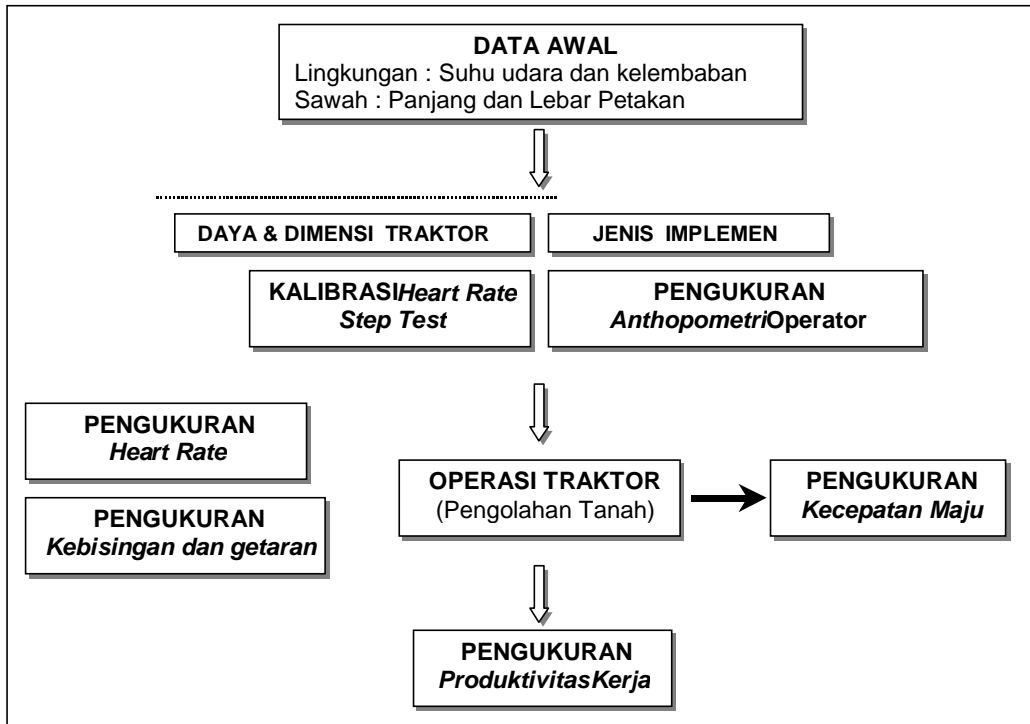 DATA AWAL
Lingkungan : Suhu udara dan kelembaban
Sawah : Panjang dan Lebar Petakan
DAYA & DIMENSI TRAKTOR
JENIS IMPLEMEN
KALIBRASIHeart Rate
Step Test
PENGUKURAN
AnthopometriOperator
PENGUKURAN
Heart Rate
PENGUKURAN
Kebisingan dan getaran
OPERASI TRAKTOR
(Pengolahan Tanah)
PENGUKURAN
Kecepatan Maju
PENGUKURAN
ProduktivitasKerja